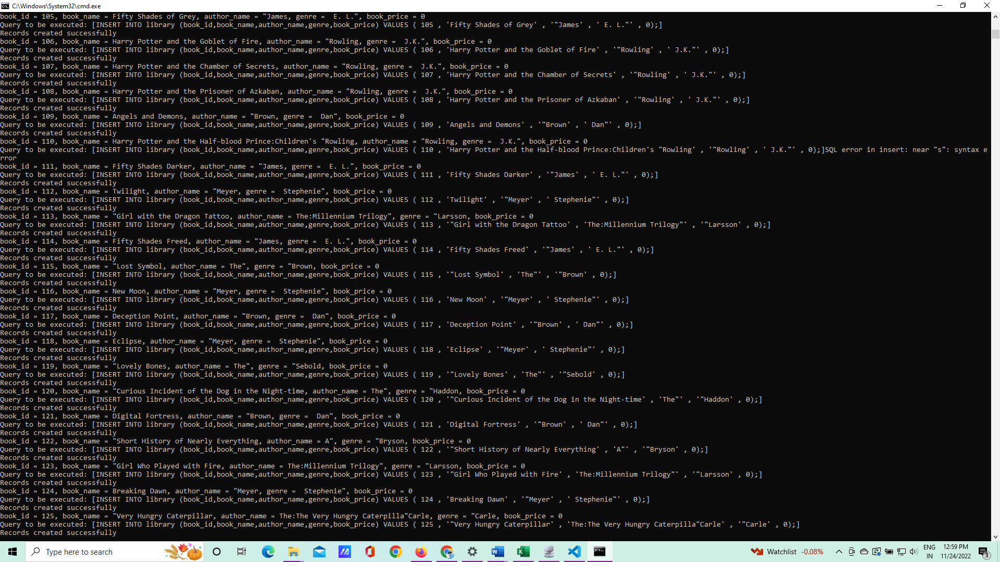 C:\Windows\System32\cmd.exe
book_id = 105, book_name = Fifty Shades of Grey, author_name = "James, genre =  E. L.", book_price = 0
Query to be executed: [INSERT INTO library (book_id,book_name,author_name,genre,book_price) VALUES ( 105 , 'Fifty Shades of Grey' , '"James' , ' E. L."' , 0);]
Records created successfully
book_id = 106, book_name = Harry Potter and the Goblet of Fire, author_name = "Rowling, genre =  J.K.", book_price = 0
Query to be executed: [INSERT INTO library (book_id,book_name,author_name,genre,book_price) VALUES ( 106 , 'Harry Potter and the Goblet of Fire' , '"Rowling' , ' J.K."' , 0);]
Records created successfully
book_id = 107, book_name = Harry Potter and the Chamber of Secrets, author_name = "Rowling, genre =  J.K.", book_price = 0
Query to be executed: [INSERT INTO library (book_id,book_name,author_name,genre,book_price) VALUES ( 107 , 'Harry Potter and the Chamber of Secrets' , '"Rowling' , ' J.K."' , 0);]
Records created successfully
book_id = 108, book_name = Harry Potter and the Prisoner of Azkaban, author_name = "Rowling, genre =  J.K.", book_price = 0
Query to be executed: [INSERT INTO library (book_id,book_name,author_name,genre,book_price) VALUES ( 108 , 'Harry Potter and the Prisoner of Azkaban' , '"Rowling' , ' J.K."' , 0);]
Records created successfully
book_id = 109, book_name = Angels and Demons, author_name = "Brown, genre =  Dan", book_price = 0
Query to be executed: [INSERT INTO library (book_id,book_name,author_name,genre,book_price) VALUES ( 109 , 'Angels and Demons' , '"Brown' , ' Dan"' , 0);]
Records created successfully
book_id = 110, book_name = Harry Potter and the Half-blood Prince:Children's "Rowling, author_name = "Rowling, genre =  J.K.", book_price = 0
Query to be executed: [INSERT INTO library (book_id,book_name,author_name,genre,book_price) VALUES ( 110 , 'Harry Potter and the Half-blood Prince:Children's "Rowling' , '"Rowling' , ' J.K."' , 0);]SQL error in insert: near "s": syntax e
rror
book_id = 111, book_name = Fifty Shades Darker, author_name = "James, genre =  E. L.", book_price = 0
Query to be executed: [INSERT INTO library (book_id,book_name,author_name,genre,book_price) VALUES ( 111 , 'Fifty Shades Darker' , '"James' , ' E. L."' , 0);]
Records created successfully
book_id = 112, book_name = Twilight, author_name = "Meyer, genre =  Stephenie", book_price = 0
Query to be executed: [INSERT INTO library (book_id,book_name,author_name,genre,book_price) VALUES ( 112 , 'Twilight' , '"Meyer' , ' Stephenie"' , 0);]
Records created successfully
book_id = 113, book_name = "Girl with the Dragon Tattoo, author_name = The:Millennium Trilogy", genre = "Larsson, book_price = 0
Query to be executed: [INSERT INTO library (book_id,book_name,author_name,genre,book_price) VALUES ( 113 , '"Girl with the Dragon Tattoo' , 'The:Millennium Trilogy"' , '"Larsson' , 0);]
Records created successfully
book_id = 114, book_name = Fifty Shades Freed, author_name = "James, genre =  E. L.", book_price = 0
Query to be executed: [INSERT INTO library (book_id,book_name,author_name,genre,book_price) VALUES ( 114 , 'Fifty Shades Freed' , '"James' , ' E. L."' , 0);]
Records created successfully
book_id = 115, book_name = "Lost Symbol, author_name = The", genre = "Brown, book_price = 0
Query to be executed: [INSERT INTO library (book_id,book_name,author_name,genre,book_price) VALUES ( 115 , '"Lost Symbol' , 'The"' , '"Brown' , 0);]
Records created successfully
book_id = 116, book_name = New Moon, author_name = "Meyer, genre =  Stephenie", book_price = 0
Query to be executed: [INSERT INTO library (book_id,book_name,author_name,genre,book_price) VALUES ( 116 , 'New Moon' , '"Meyer' , ' Stephenie"' , 0);]
Records created successfully
book_id = 117, book_name = Deception Point, author_name = "Brown, genre =  Dan", book_price = 0
Query to be executed: [INSERT INTO library (book_id,book_name,author_name,genre,book_price) VALUES ( 117 , 'Deception Point' , '"Brown' , ' Dan"' , 0);]
Records created successfully
book_id = 118, book_name = Eclipse, author_name = "Meyer, genre =  Stephenie", book_price = 0
Query to be executed: [INSERT INTO library (book_id,book_name,author_name,genre,book_price) VALUES ( 118 , 'Eclipse' , '"Meyer' , ' Stephenie"' , 0);]
Records created successfully
book_id = 119, book_name = "Lovely Bones, author_name = The", genre = "Sebold, book_price = 0
Query to be executed: [INSERT INTO library (book_id,book_name,author_name,genre,book_price) VALUES ( 119 , '"Lovely Bones' , 'The"' , '"Sebold' , 0);]
Records created successfully
book_id = 120, book_name = "Curious Incident of the Dog in the Night-time, author_name = The", genre = "Haddon, book_price = 0
Query to be executed: [INSERT INTO library (book_id,book_name,author_name,genre,book_price) VALUES ( 120 , '"Curious Incident of the Dog in the Night-time' , 'The"' , '"Haddon' , 0);]
Records created successfully
book_id = 121, book_name = Digital Fortress, author_name = "Brown, genre =  Dan", book_price = 0
Query to be executed: [INSERT INTO library (book_id,book_name,author_name,genre,book_price) VALUES ( 121 , 'Digital Fortress' , '"Brown' , ' Dan"' , 0);]
Records created successfully
book_id = 122, book_name = "Short History of Nearly Everything, author_name = A", genre = "Bryson, book_price = 0
Query to be executed: [INSERT INTO library (book_id,book_name,author_name,genre,book_price) VALUES ( 122 , '"Short History of Nearly Everything' , 'A"' , '"Bryson' , 0);]
Records created successfully
book_id = 123, book_name = "Girl Who Played with Fire, author_name = The:Millennium Trilogy", genre = "Larsson, book_price = 0
Query to be executed: [INSERT INTO library (book_id,book_name,author_name,genre,book_price) VALUES ( 123 , '"Girl Who Played with Fire' , 'The:Millennium Trilogy"' , '"Larsson' , 0);]
Records created successfully
book_id = 124, book_name = Breaking Dawn, author_name = "Meyer, genre =  Stephenie", book_price = 0
Query to be executed: [INSERT INTO library (book_id,book_name,author_name,genre,book_price) VALUES ( 124 , 'Breaking Dawn' , '"Meyer' , ' Stephenie"' , 0);]
Records created successfully
book_id = 125, book_name = "Very Hungry Caterpillar, author_name = The:The Very Hungry Caterpilla"Carle, genre = "Carle, book_price = 0
Query to be executed: [INSERT INTO library (book_id,book_name,author_name,genre,book_price) VALUES ( 125 , '"Very Hungry Caterpillar' , 'The:The Very Hungry Caterpilla"Carle' , '"Carle' , 0);]
Records created successfully
Type here to search
Watchlist -0.08%
ENG
IN
12:59 PM
11/24/2022
3